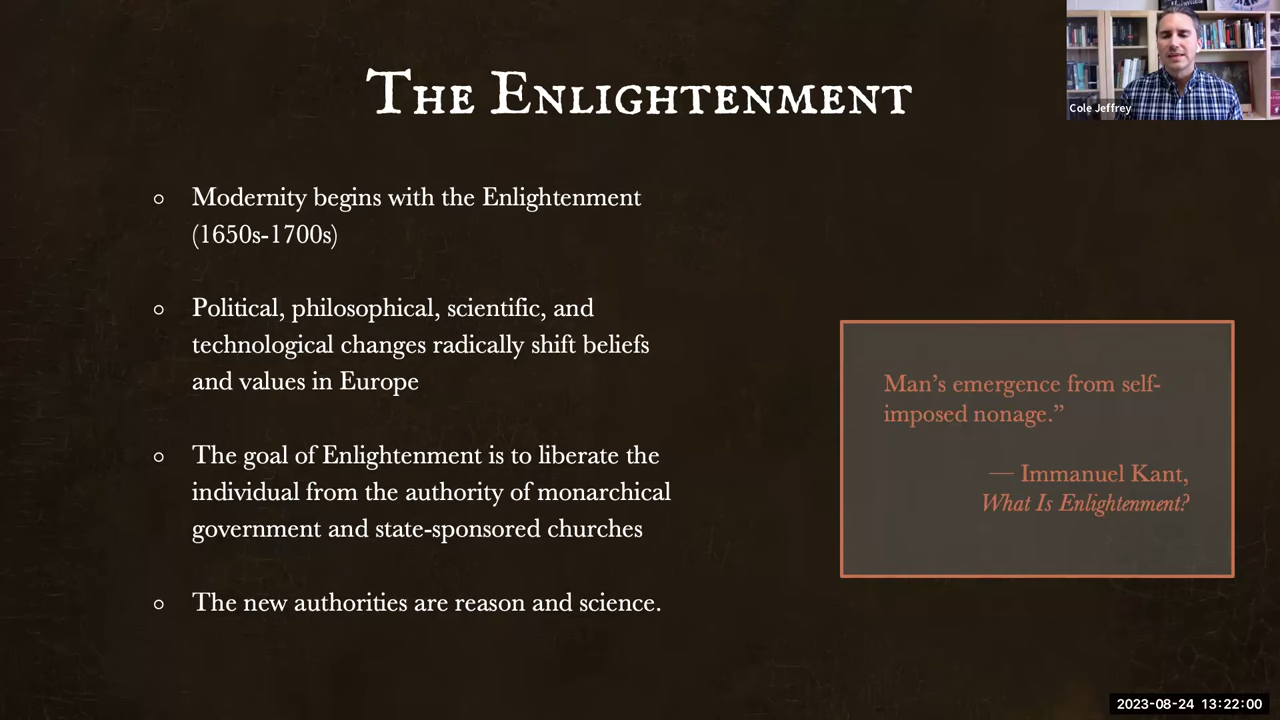 The Enlightenment
Cole Jeffrey
Modernity begins with the Enlightenment
(1650s-1700s)
Political, philosophical, scientific, and
technological changes radically shift beliefs
and values in Europe
The goal of Enlightenment is to liberate the
individual from the authority of monarchical
government and state-sponsored churches
The new authorities are reason and science.
Man’s emergence from self-
imposed nonage.”
— Immanuel Kant,
What Is Enlightenment?
2023-08-24 13:22:00